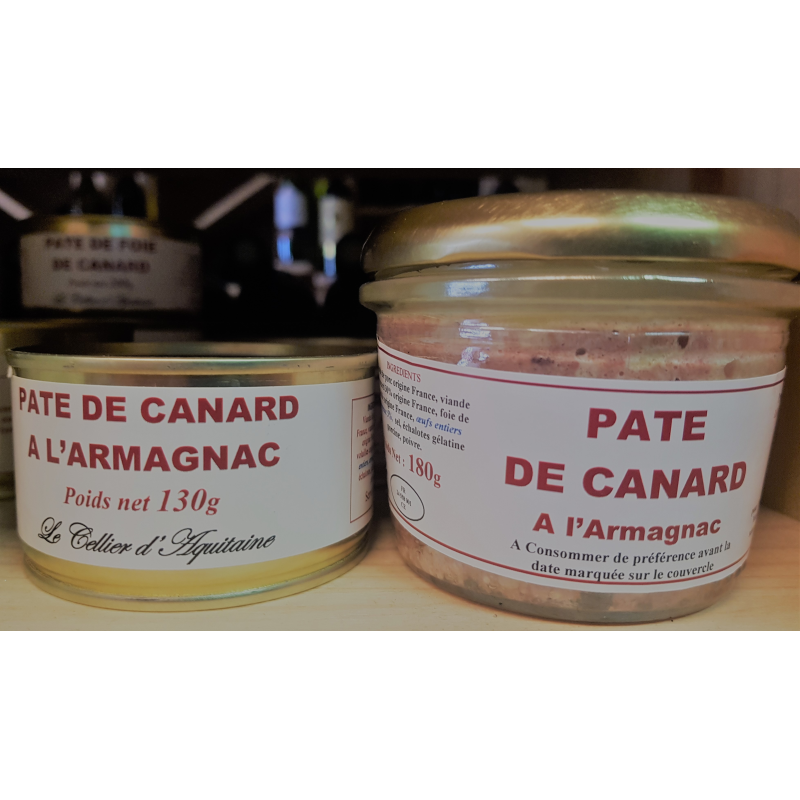 PATE DE FOIE
DE CANARD
PATE DE CANARD
A L'ARMAGNAC
Poids net 130g
Le Cellier d'Aquitaine
INGREDIENTS
origine France, viande
origine France, foie de
origine France, œufs entiers
sel, échalotes gélatine
poivre.
Net : 180g
PATE
DE CANARD
A l'Armagnac
A Consommer de préférence avant la
date marquée sur le couvercle